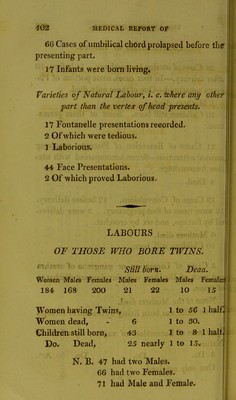 402 MEDICAL REPORT OF
66 Cases of umbilical chord prolapsed before the
presenting part.
17 Infants were born living.
Varieties of Natural Labour, i. e. where any other
part than the vertex of head presents.
17 Fontanelle presentations reeorded.
2 Of which were tedious.
1 Laborious.
44 Face Presentations.
2 Of which proved Laborious.
LABOURS
OF THOSE WHO BORE TWINS.
Still born. Dead.
Women Males Females Males Females Males Females
184 168 200 21 22 10 15
Women having Twins, 1 to 56 1 half.
Women dead, - 6 1 to 30.
Children still born, 43 1 to 8 1 half.
Do. Dead, 25 nearly 1 to 15.
N. B. 47 had two Males.
66 had two Females.
71 had Male and Female.